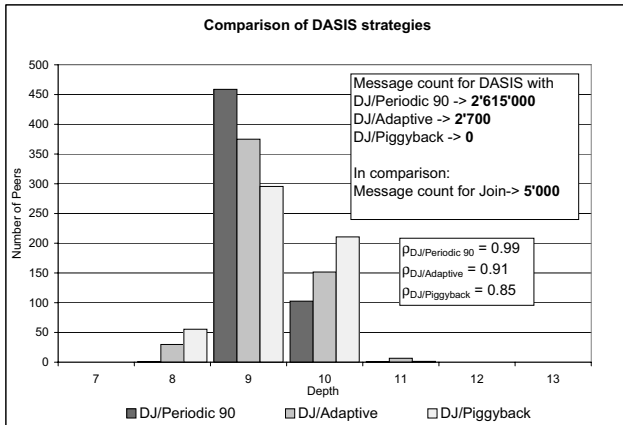 Comparison of DASIS strategies
500
450
400
350
300
250
200
150
100
50
0
Number of Peers
Message count for DASIS with
DJ/Periodic 90 -> 2'615'000
DJ/Adaptive -> 2'700
DJ/Piggyback -> 0
In comparison:
Message count for Join-> 5'000
ρDJ/Periodic 90 = 0.99
ρDJ/Adaptive = 0.91
ρDJ/Piggyback = 0.85
7 8 9 10 11 12 13
Depth
DJ/Periodic 90 DJ/Adaptive DJ/Piggyback